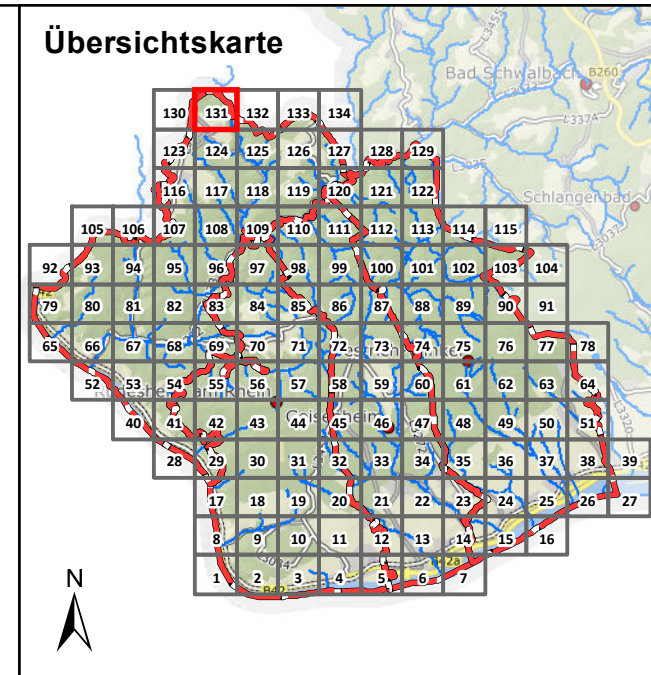 Übersichtskarte
Bad Schwalbach
B260
L3455
L3374
L3035
Schlangenbad
L3037
130 131 132 133 134
123 124 125 126 127 128 129
116 117 118 119 120 121 122
105 106 107 108 109 110 111 112 113 114 115
92 93 94 95 96 97 98 99 100 101 102 103 104
79 80 81 82 83 84 85 86 87 88 89 90 91
65 66 67 68 69 70 71 72 73 74 75 76 77 78
52 53 54 55 56 57 58 59 60 61 62 63 64
40 41 42 43 44 45 46 47 48 49 50 51
28 29 30 31 32 33 34 35 36 37 38 39
17 18 19 20 21 22 23 24 25 26 27
8 9 10 11 12 13 14 15 16
1 2 3 4 5 6 7
L3320
L3034
B42
B42a
N